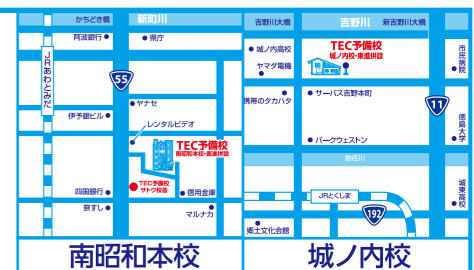 かちどき橋
新町川
阿波銀行
県庁
JRあわとみだ
55
ヤナセ
伊予銀ビル
レンタルビデオ
TEC予備校
南昭和本校・東進併設
TEC予備校
サトウ校舎
四国銀行
信用金庫
祭すし
マルナカ
南昭和本校
吉野川大橋
吉野川
新吉野川大橋
城ノ内高校
TEC予備校
城ノ内校・東進併設
ヤマダ電機
市民病院
携帯のタカハタ
サーパス吉野本町
11
徳島大学
パークウェストン
助任川
JRとくしま
城東高校
192
郷土文化会館
城ノ内校